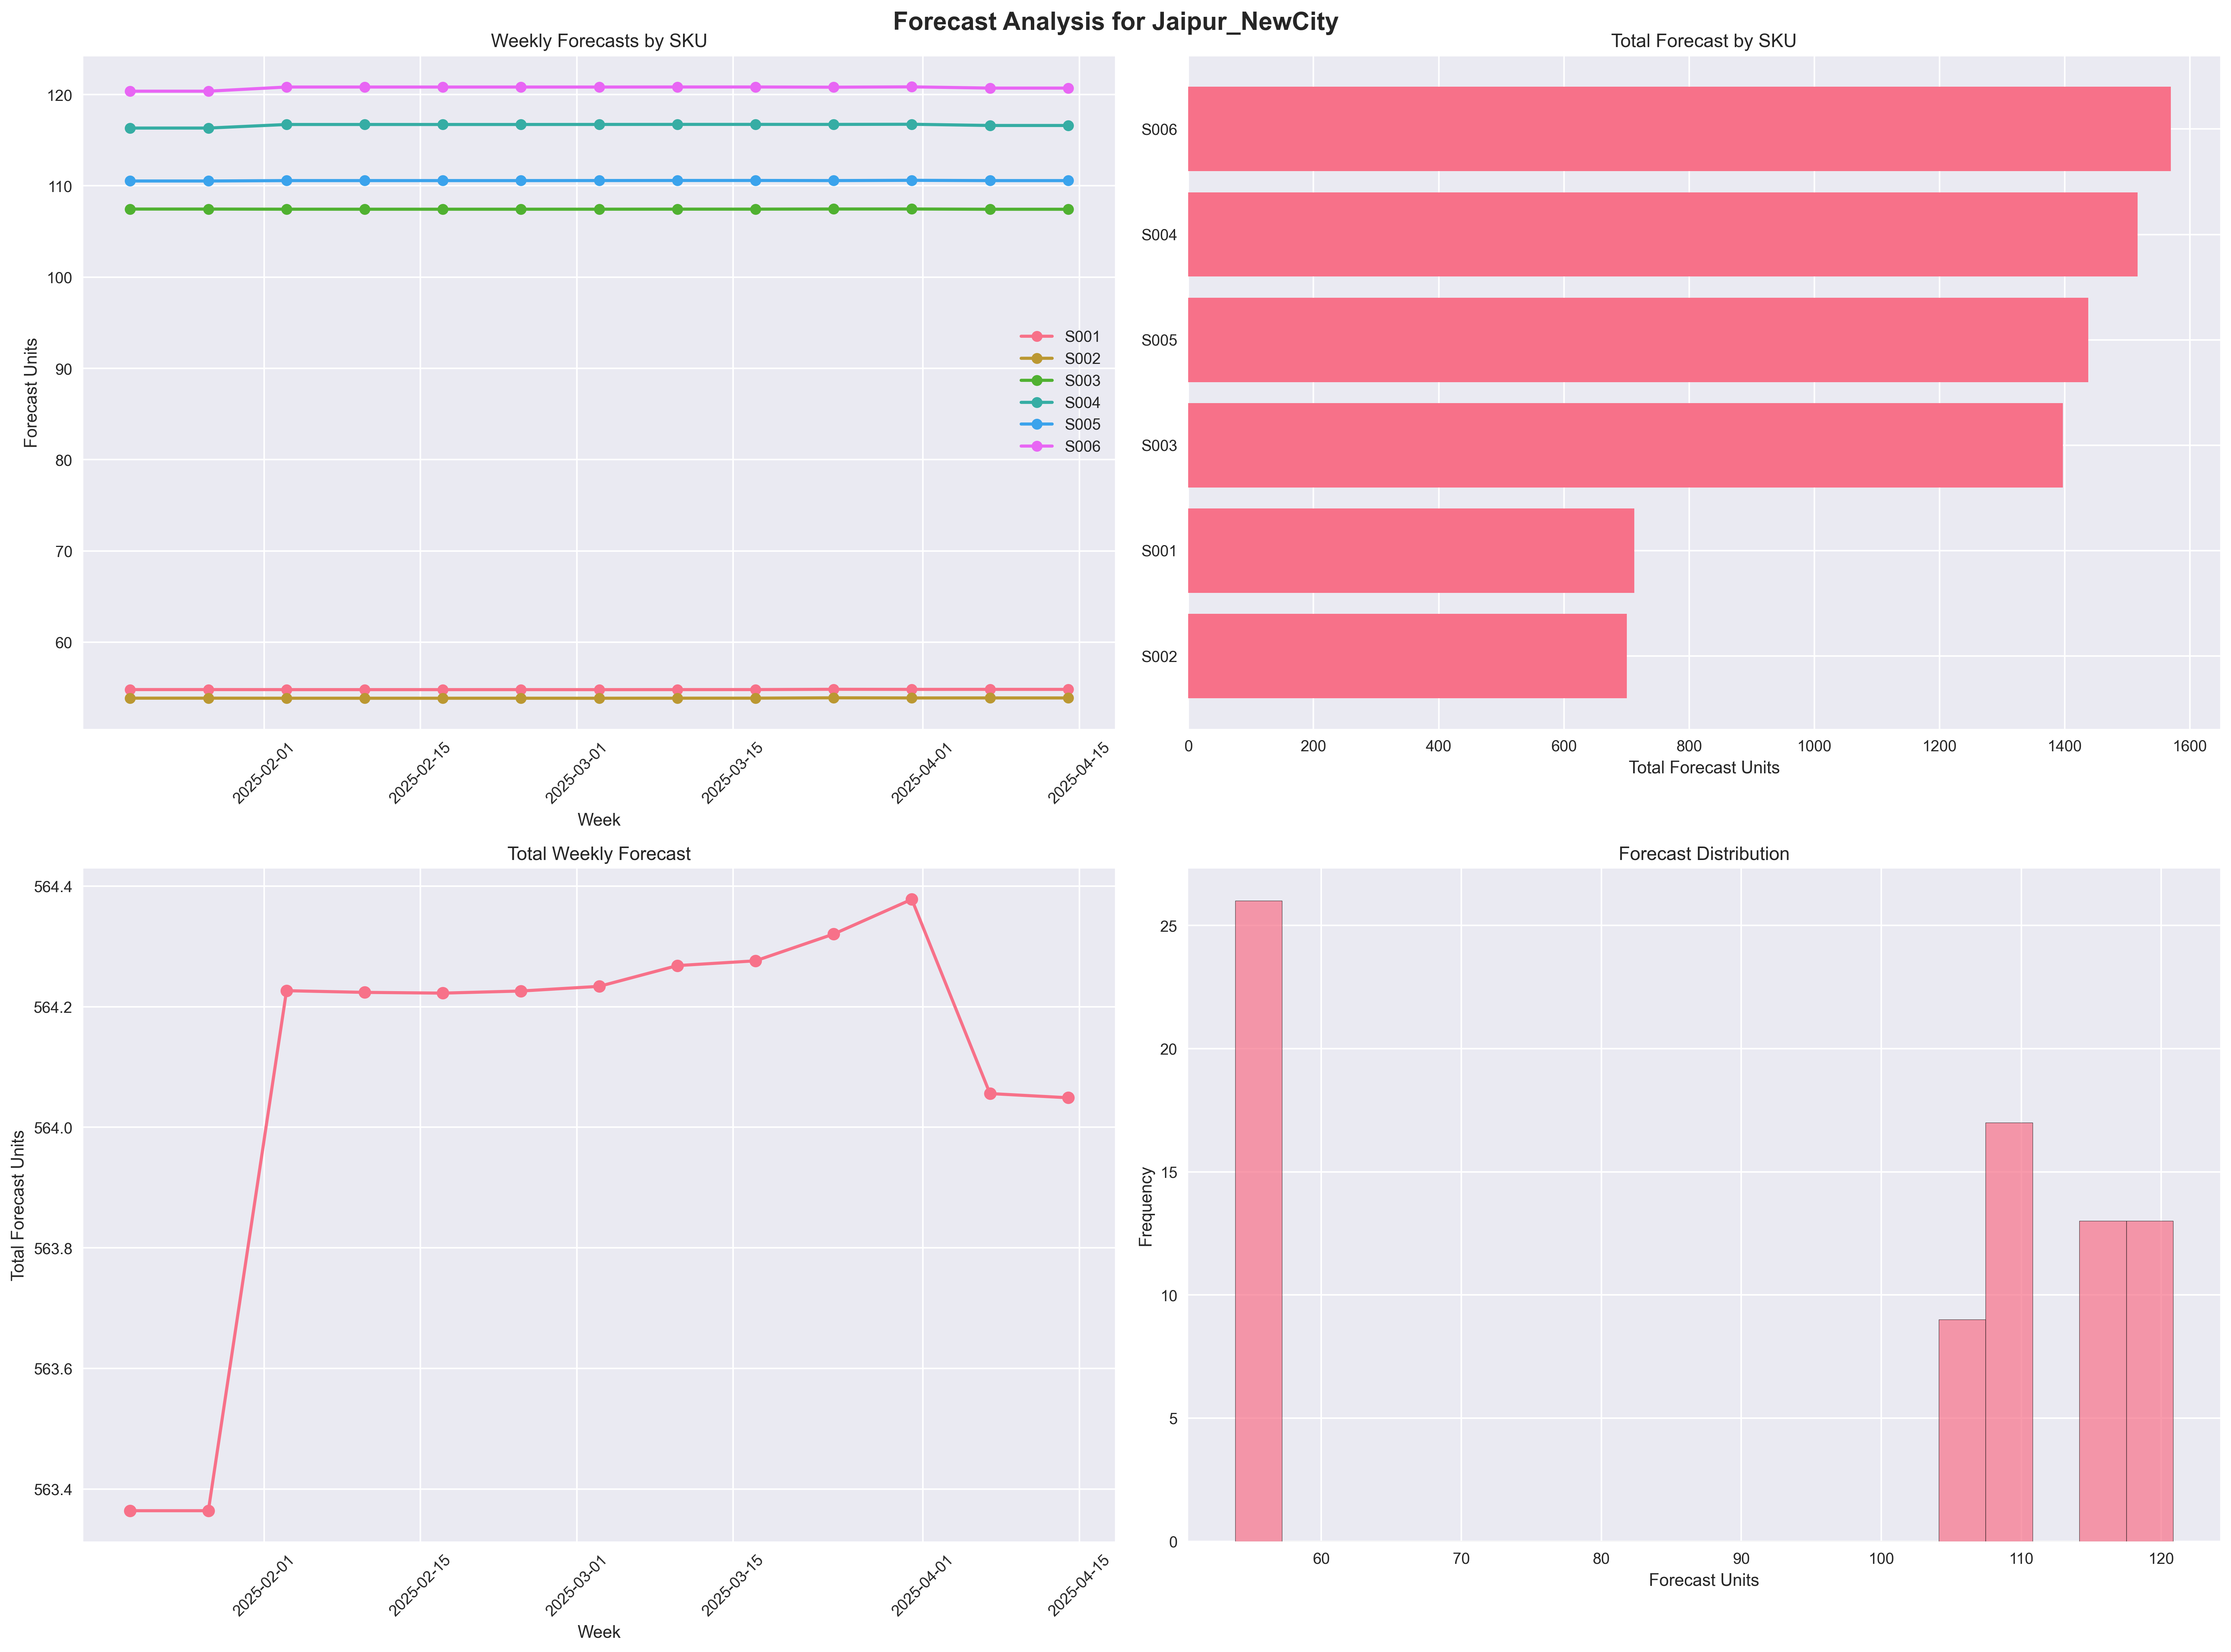 Forecast Analysis for Jaipur_NewCity
Weekly Forecasts by SKU
Forecast Units
120
110
100
90
80
70
60
S001
S002
S003
S004
S005
S006
2025-02-01
2025-02-15
2025-03-01
2025-03-15
2025-04-01
2025-04-15
Week
Total Forecast by SKU
S006
S004
S005
S003
S001
S002
0
200
400
600
800
1000
1200
1400
1600
Total Forecast Units
Total Weekly Forecast
Total Forecast Units
564.4
564.2
564.0
563.8
563.6
563.4
2025-02-01
2025-02-15
2025-03-01
2025-03-15
2025-04-01
2025-04-15
Week
Forecast Distribution
Frequency
25
20
15
10
5
0
60
70
80
90
100
110
120
Forecast Units